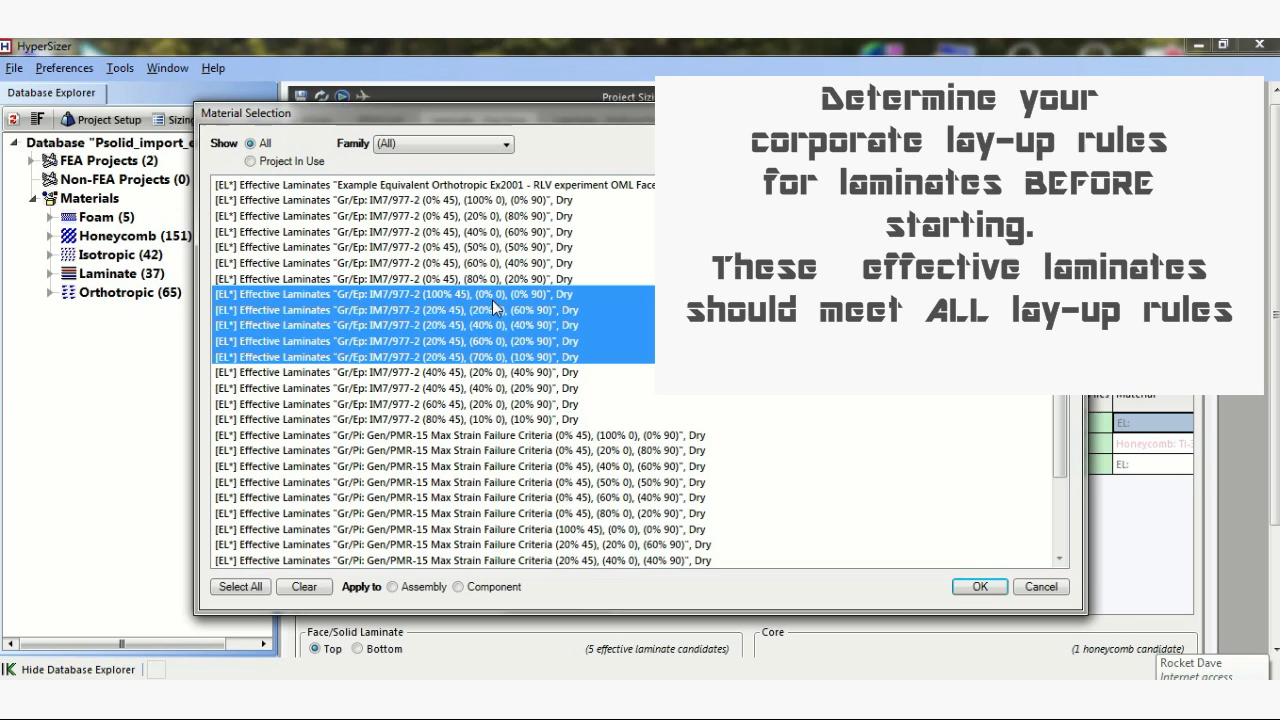 HyperSizer
File Preferences Tools Window Help
Database Explorer
Project Setup
Sizing
Project Sizi
Database "Psolid_import_e
FEA Projects (2)
Non-FEA Projects (0)
Materials
Foam (5)
Honeycomb (151)
Isotropic (42)
Laminate (37)
Orthotropic (65)
Material Selection
Show All Family (All)
Project In Use
[EL*] Effective Laminates "Example Equivalent Orthotropic Ex2001 - RLV experiment OML Face
[EL*] Effective Laminates "Gr/Ep: IM7/977-2 (0% 45), (100% 0), (0% 90)", Dry
[EL*] Effective Laminates "Gr/Ep: IM7/977-2 (0% 45), (20% 0), (80% 90)", Dry
[EL*] Effective Laminates "Gr/Ep: IM7/977-2 (0% 45), (40% 0), (60% 90)", Dry
[EL*] Effective Laminates "Gr/Ep: IM7/977-2 (0% 45), (50% 0), (50% 90)", Dry
[EL*] Effective Laminates "Gr/Ep: IM7/977-2 (0% 45), (60% 0), (40% 90)", Dry
[EL*] Effective Laminates "Gr/Ep: IM7/977-2 (0% 45), (80% 0), (20% 90)", Dry
[EL*] Effective Laminates "Gr/Ep: IM7/977-2 (100% 45), (0% 0), (0% 90)", Dry
[EL*] Effective Laminates "Gr/Ep: IM7/977-2 (20% 45), (20% 0), (60% 90)", Dry
[EL*] Effective Laminates "Gr/Ep: IM7/977-2 (20% 45), (40% 0), (40% 90)", Dry
[EL*] Effective Laminates "Gr/Ep: IM7/977-2 (20% 45), (60% 0), (20% 90)", Dry
[EL*] Effective Laminates "Gr/Ep: IM7/977-2 (20% 45), (70% 0), (10% 90)", Dry
[EL*] Effective Laminates "Gr/Ep: IM7/977-2 (40% 45), (20% 0), (40% 90)", Dry
[EL*] Effective Laminates "Gr/Ep: IM7/977-2 (40% 45), (40% 0), (20% 90)", Dry
[EL*] Effective Laminates "Gr/Ep: IM7/977-2 (60% 45), (20% 0), (20% 90)", Dry
[EL*] Effective Laminates "Gr/Ep: IM7/977-2 (80% 45), (10% 0), (10% 90)", Dry
[EL*] Effective Laminates "Gr/Pi: Gen/PMR-15 Max Strain Failure Criteria (0% 45), (100% 0), (0% 90)", Dry
[EL*] Effective Laminates "Gr/Pi: Gen/PMR-15 Max Strain Failure Criteria (0% 45), (20% 0), (80% 90)", Dry
[EL*] Effective Laminates "Gr/Pi: Gen/PMR-15 Max Strain Failure Criteria (0% 45), (40% 0), (60% 90)", Dry
[EL*] Effective Laminates "Gr/Pi: Gen/PMR-15 Max Strain Failure Criteria (0% 45), (50% 0), (50% 90)", Dry
[EL*] Effective Laminates "Gr/Pi: Gen/PMR-15 Max Strain Failure Criteria (0% 45), (60% 0), (40% 90)", Dry
[EL*] Effective Laminates "Gr/Pi: Gen/PMR-15 Max Strain Failure Criteria (0% 45), (80% 0), (20% 90)", Dry
[EL*] Effective Laminates "Gr/Pi: Gen/PMR-15 Max Strain Failure Criteria (100% 45), (0% 0), (0% 90)", Dry
[EL*] Effective Laminates "Gr/Pi: Gen/PMR-15 Max Strain Failure Criteria (20% 45), (20% 0), (60% 90)", Dry
[EL*] Effective Laminates "Gr/Pi: Gen/PMR-15 Max Strain Failure Criteria (20% 45), (40% 0), (40% 90)", Dry
Select All Clear Apply to Assembly Component OK Cancel
Determine your
corporate lay-up rules
for laminates BEFORE
starting.
These effective laminates
should meet ALL lay-up rules
Material
EL:
Honeycomb: Ti-3
EL:
Face/Solid Laminate
Top Bottom (5 effective laminate candidates)
Core
(1 honeycomb candidate)
Hide Database Explorer
Rocket Dave
Internet access